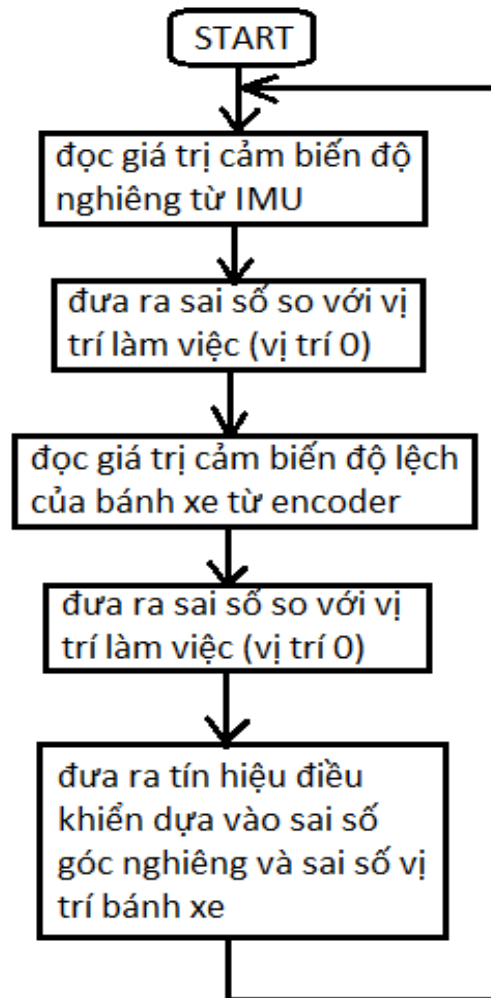 START
đọc giá trị cảm biến độ
nghiêng từ IMU
đưa ra sai số so với vị
trí làm việc (vị trí 0)
đọc giá trị cảm biến độ lệch
của bánh xe từ encoder
đưa ra sai số so với vị
trí làm việc (vị trí 0)
đưa ra tín hiệu điều
khiển dựa vào sai số
góc nghiêng và sai số vị
trí bánh xe